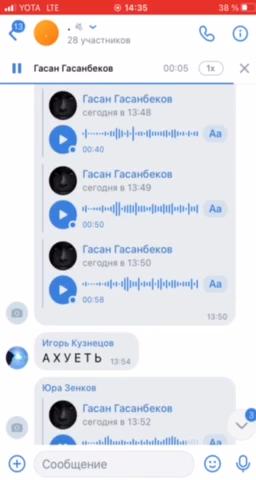 YOTA LTE 14:35 38 %
13 .
28 участников
Гасан Гасанбеков 00:05 1x
Гасан Гасанбеков
сегодня в 13:48
Aa
00:40
Гасан Гасанбеков
сегодня в 13:49
Aa
00:50
Гасан Гасанбеков
сегодня в 13:50
Aa
00:58
13:50
Игорь Кузнецов
А Х У Е Т Ь 13:54
Юра Зенков
Гасан Гасанбеков
сегодня в 13:52
3
Aa
Сообщение